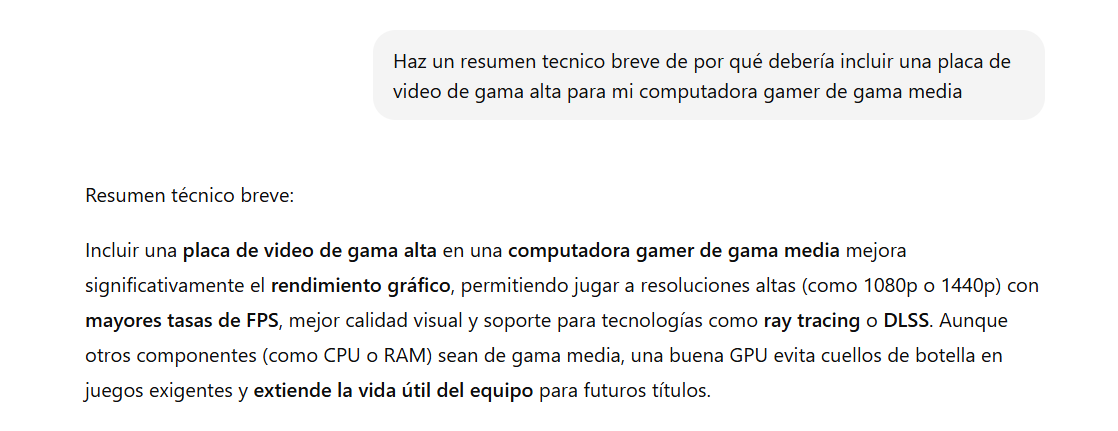 Haz un resumen tecnico breve de por qué debería incluir una placa de
video de gama alta para mi computadora gamer de gama media
Resumen técnico breve:
Incluir una placa de video de gama alta en una computadora gamer de gama media mejora
significativamente el rendimiento gráfico, permitiendo jugar a resoluciones altas (como 1080p o 1440p) con
mayores tasas de FPS, mejor calidad visual y soporte para tecnologías como ray tracing o DLSS. Aunque
otros componentes (como CPU o RAM) sean de gama media, una buena GPU evita cuellos de botella en
juegos exigentes y extiende la vida útil del equipo para futuros títulos.